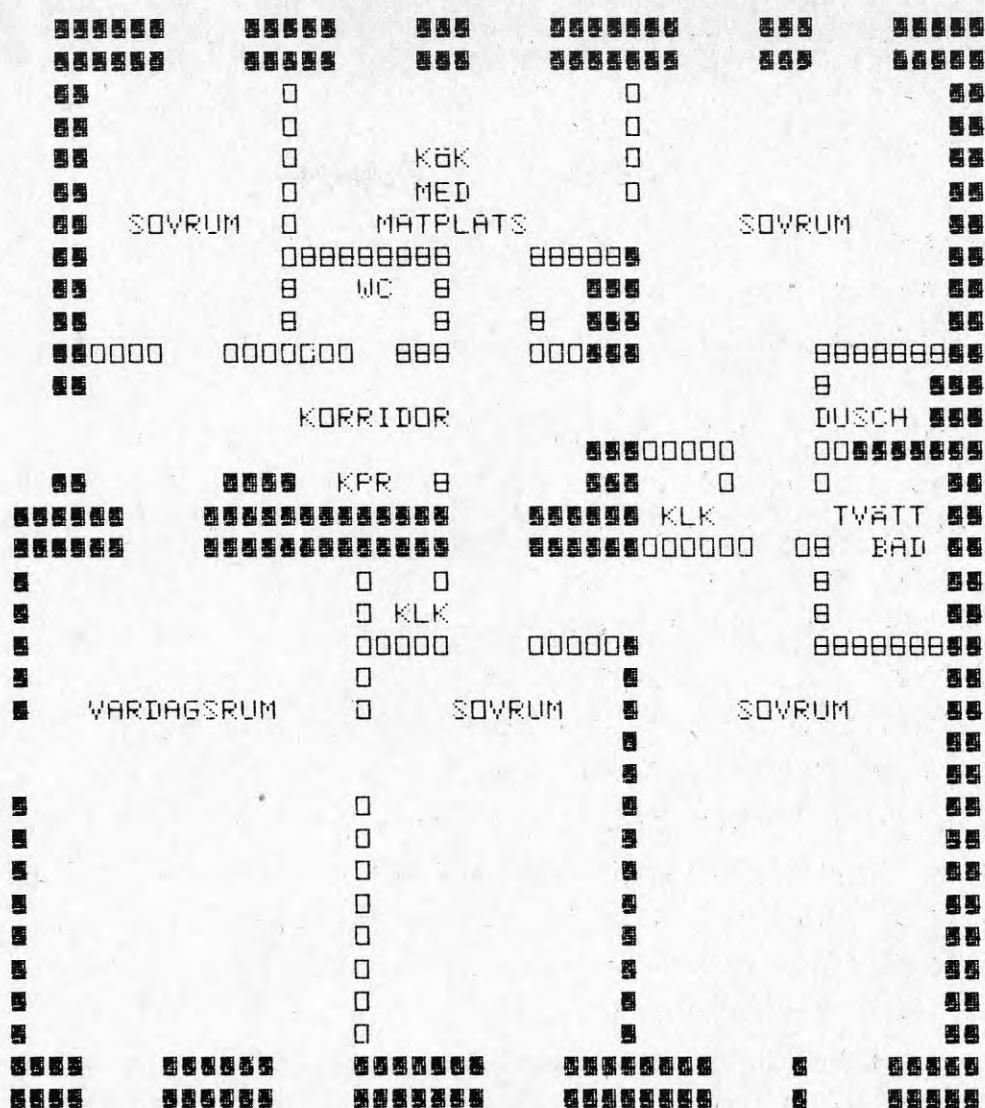 KöK
MED
SOVRUM MATPLATS SOVRUM
WC
KORRIDOR DUSCH
KPR
KLK TVÄTT
BAD
KLK
VARDAGSRUM SOVRUM SOVRUM